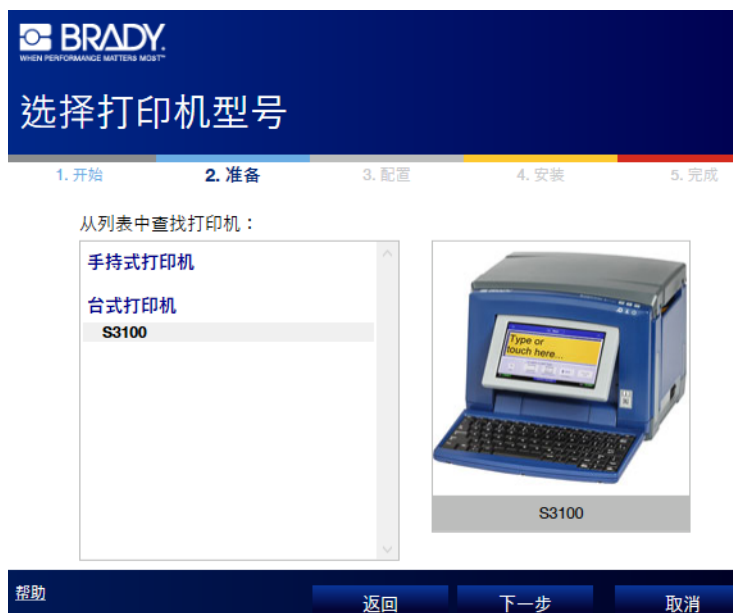 BRADY.
WHEN PERFORMANCE MATTERS MOST™
选择打印机型号
1. 开始 2. 准备 3. 配置 4. 安装 5. 完成
从列表中查找打印机：
手持式打印机
台式打印机
S3100
Type or
touch here...
S3100
帮助 返回 下一步 取消